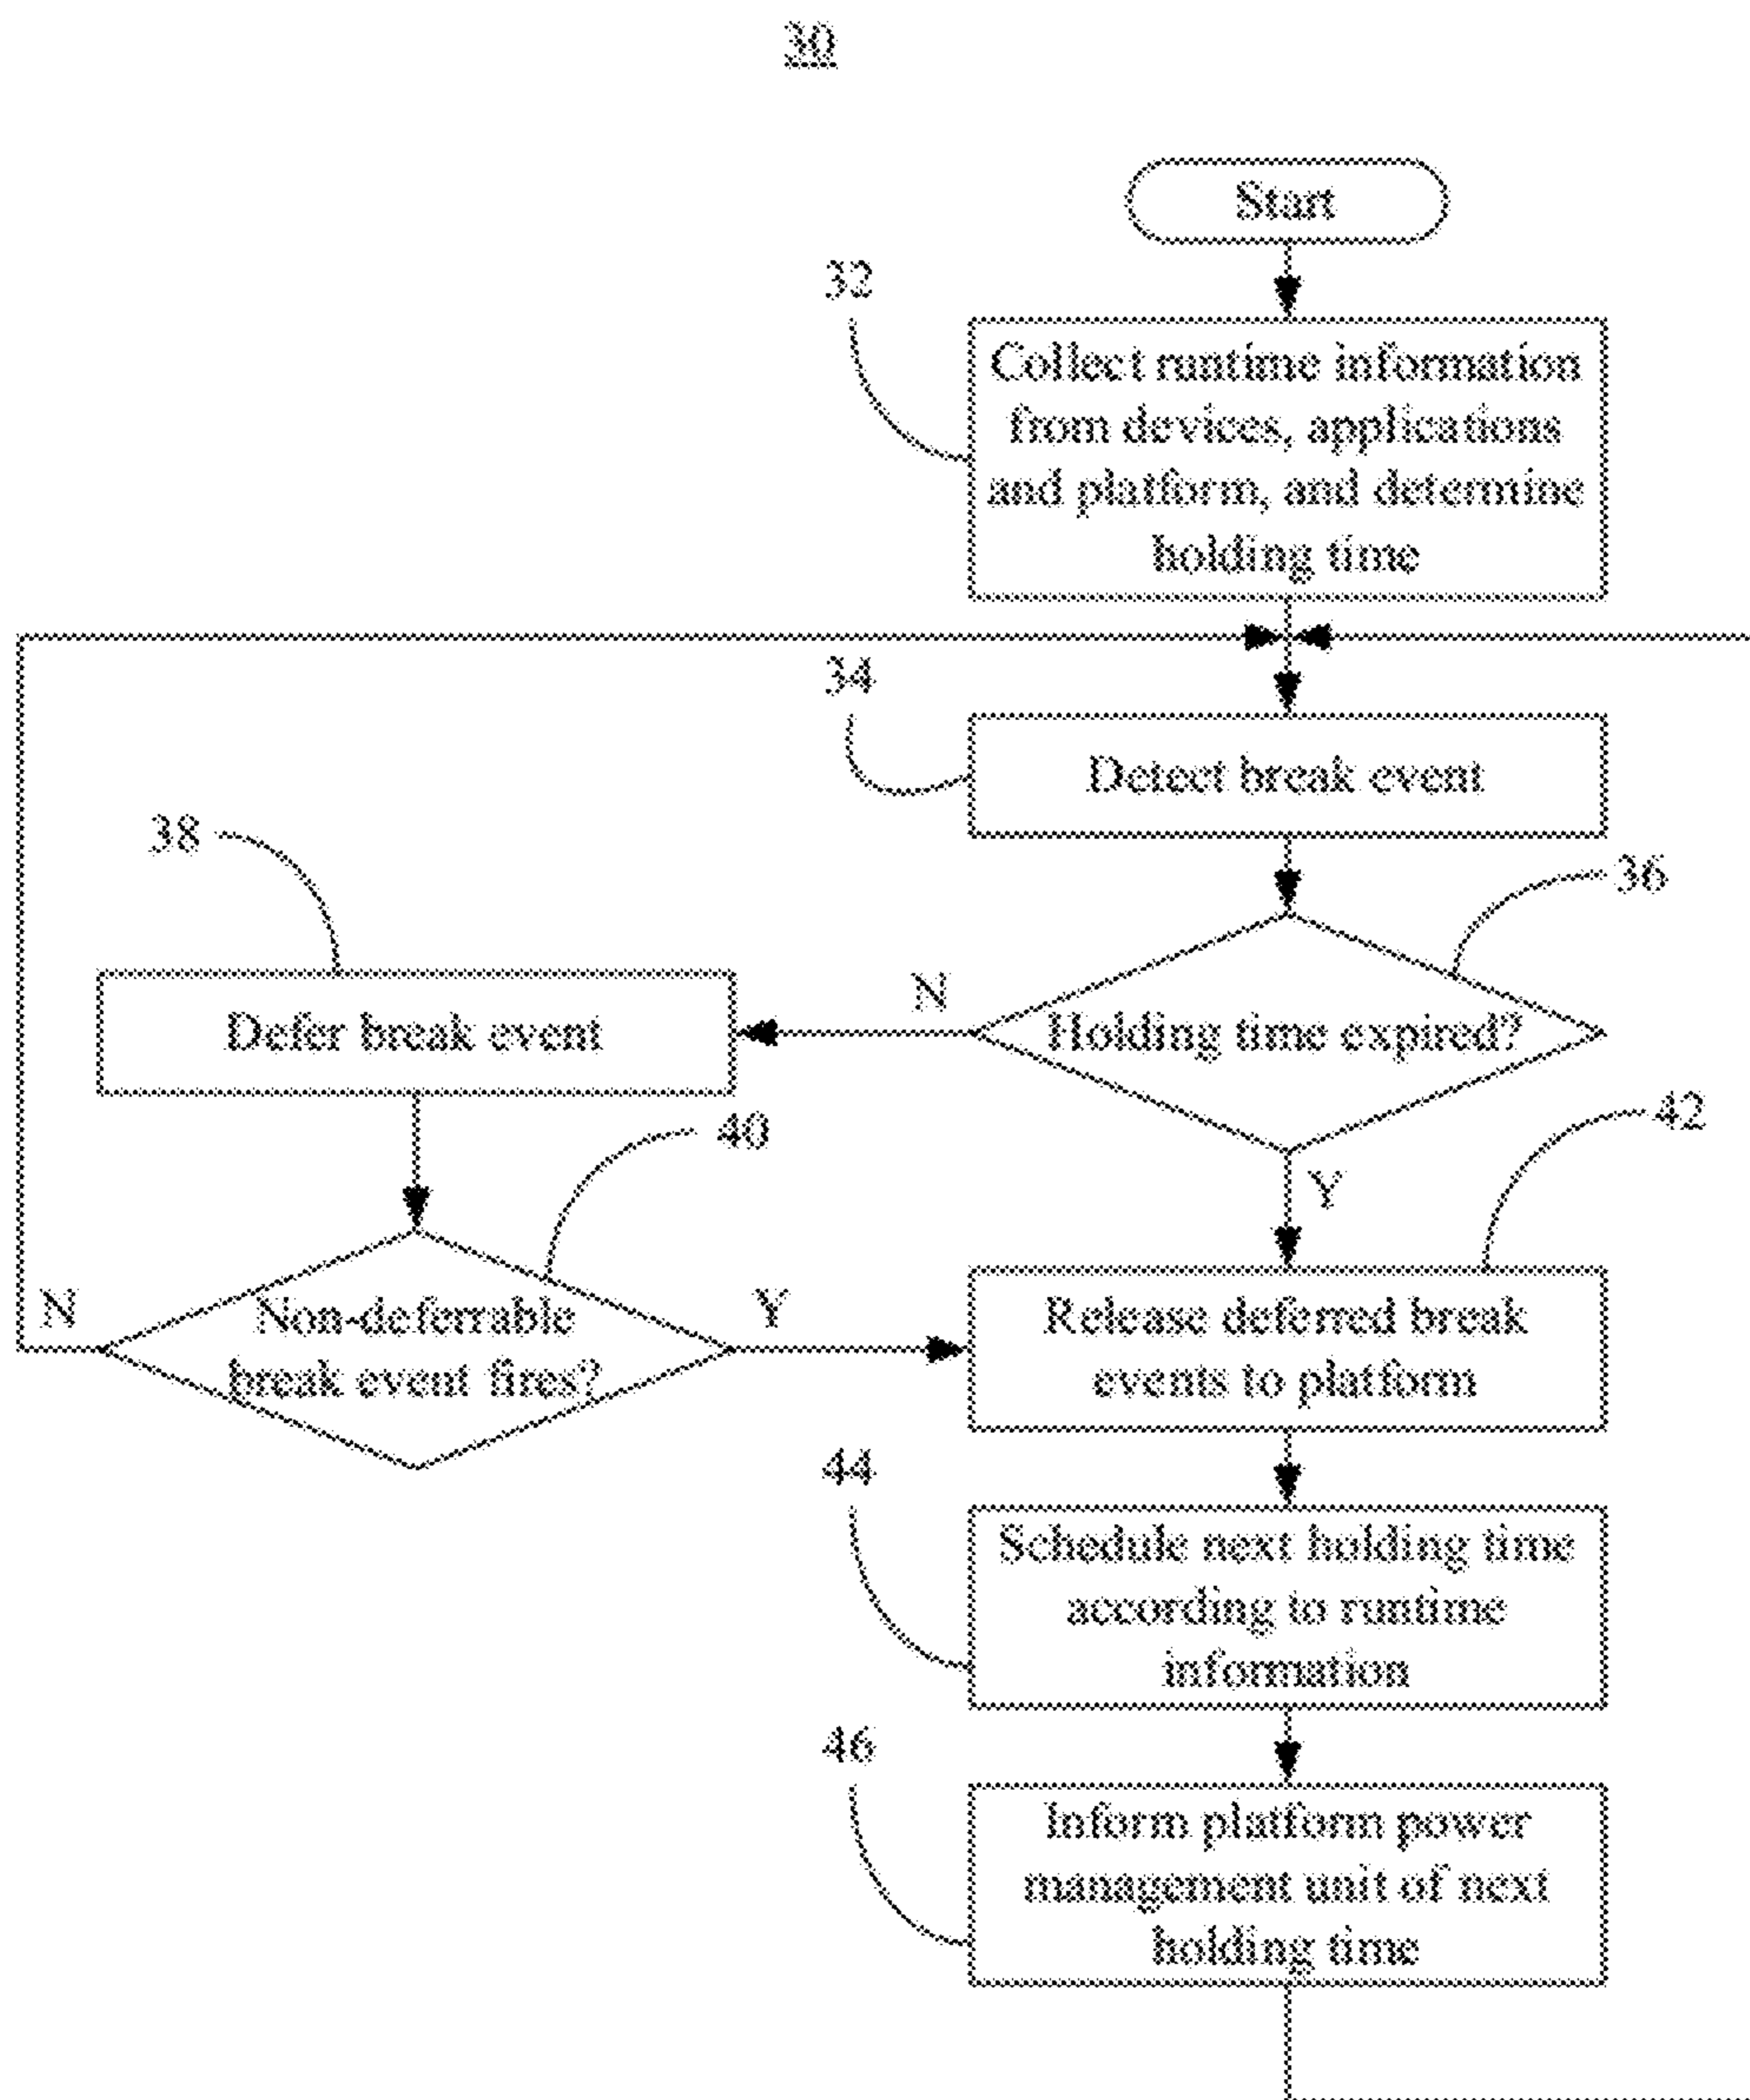 30
Start
32
Collect runtime information
from devices, applications
and platform, and determine
holding time
34
Detect break event
38
36
Defer break event
N
Holding time expired?
40
42
Y
N
Non-deferrable
break event fires?
Y
Release deferred break
events to platform
44
Schedule next holding time
according to runtime
information
46
Inform platform power
management unit of next
holding time